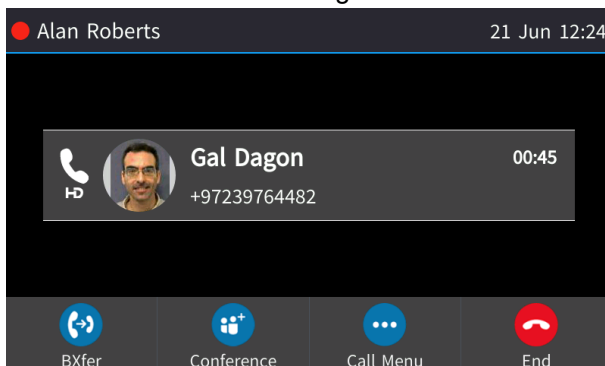 Alan Roberts 21 Jun 12:24
Gal Dagon 00:45
HD +97239764482
BXfer Conference Call Menu End